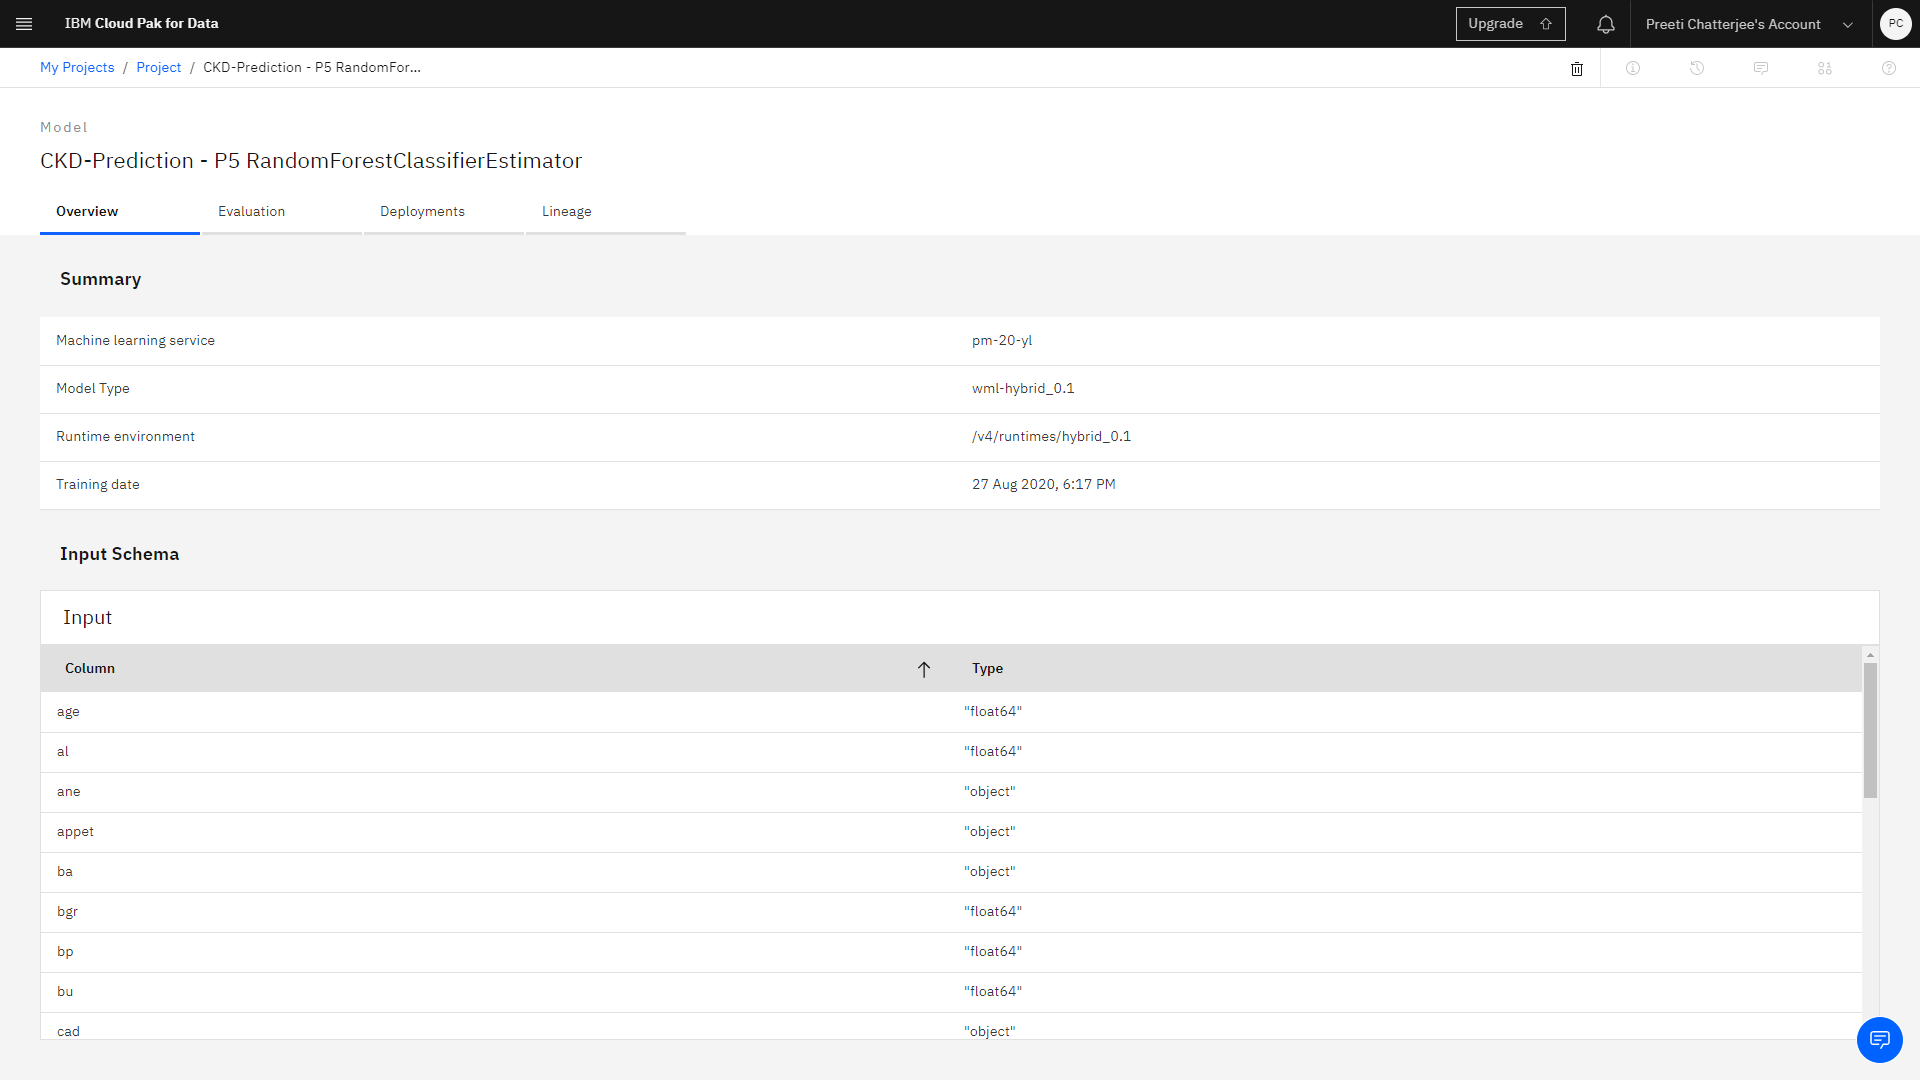 IBM Cloud Pak for Data
Upgrade
Preeti Chatterjee's Account
PC
My Projects / Project / CKD-Prediction - P5 RandomFor...
Model
CKD-Prediction - P5 RandomForestClassifierEstimator
Overview Evaluation Deployments Lineage
Summary
Machine learning service pm-20-yl
Model Type wml-hybrid_0.1
Runtime environment /v4/runtimes/hybrid_0.1
Training date 27 Aug 2020, 6:17 PM
Input Schema
Input
Column Type
age "float64"
al "float64"
ane "object"
appet "object"
ba "object"
bgr "float64"
bp "float64"
bu "float64"
cad "object"